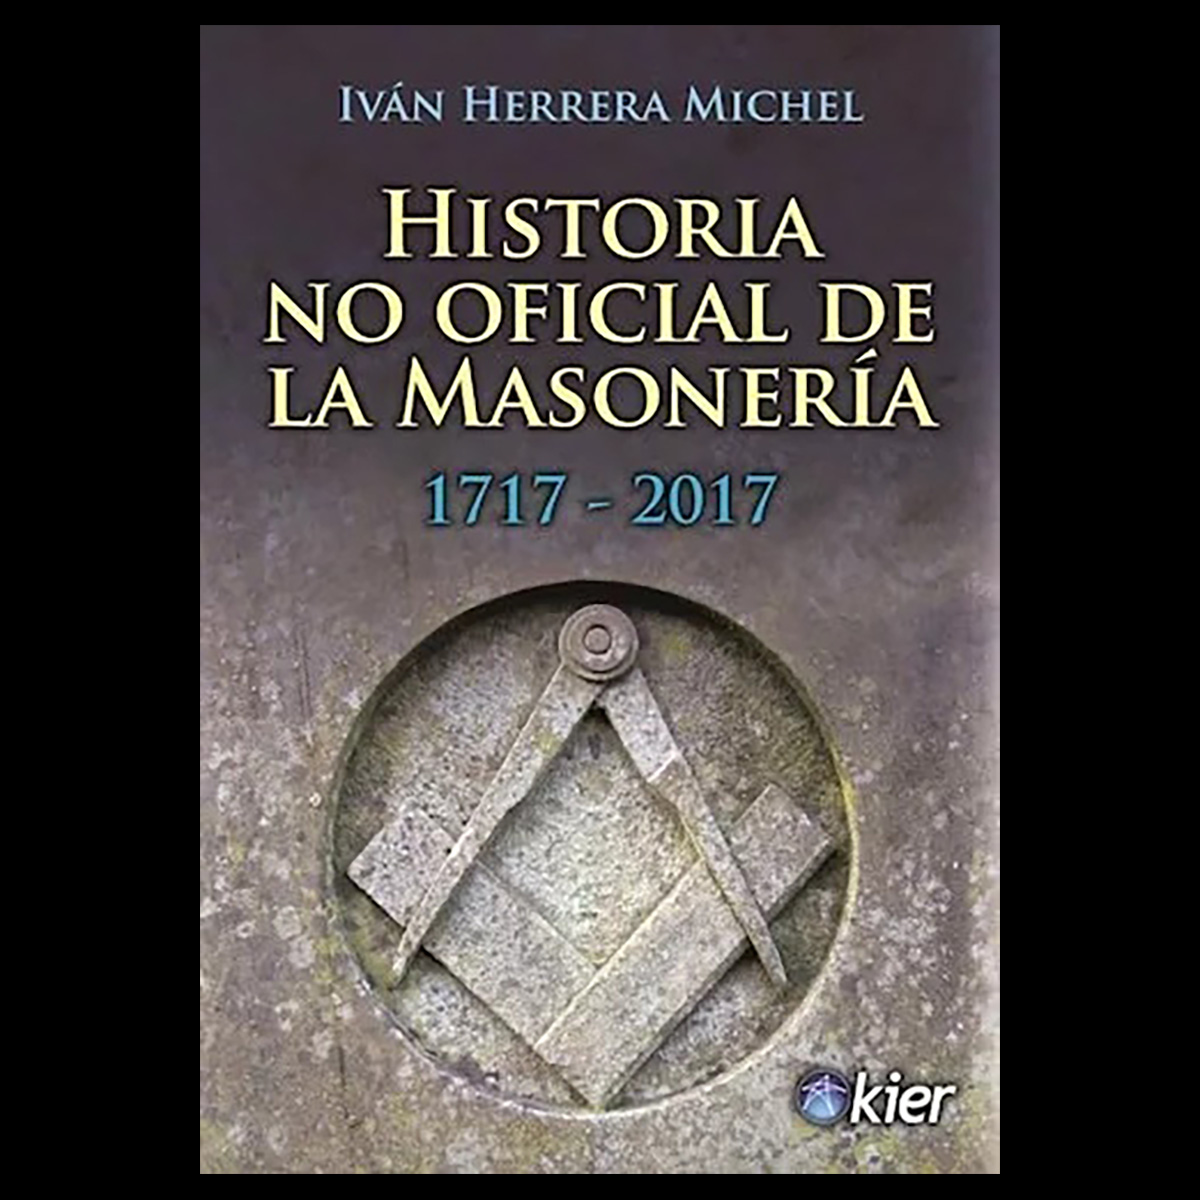 Iván Herrera Michel
Historia
no oficial de
la Masonería
1717 - 2017
kier